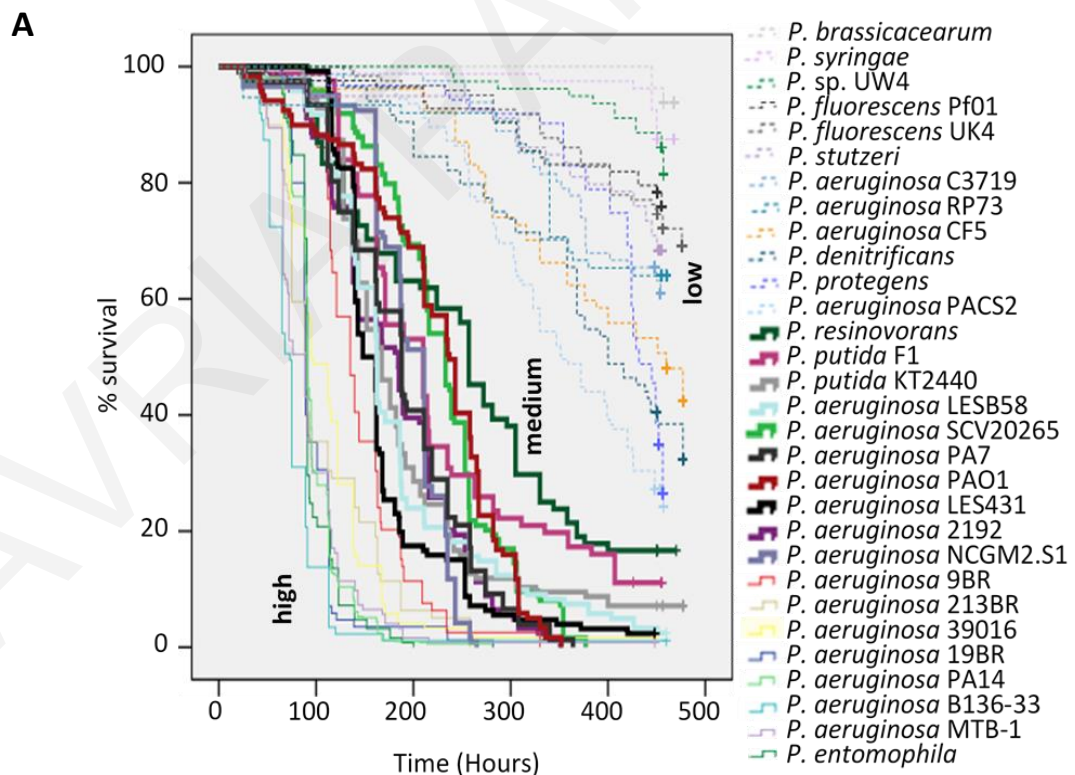 A
P. brassicacearum
P. syringae
P. sp. UW4
P. fluorescens Pf01
P. fluorescens UK4
P. stutzeri
P. aeruginosa C3719
P. aeruginosa RP73
P. aeruginosa CF5
P. denitrificans
P. protegens
P. aeruginosa PACS2
P. resinovorans
P. putida F1
P. putida KT2440
P. aeruginosa LESB58
P. aeruginosa SCV20265
P. aeruginosa PA7
P. aeruginosa PAO1
P. aeruginosa LES431
P. aeruginosa 2192
P. aeruginosa NCGM2.S1
P. aeruginosa 9BR
P. aeruginosa 213BR
P. aeruginosa 39016
P. aeruginosa 19BR
P. aeruginosa PA14
P. aeruginosa B136-33
P. aeruginosa MTB-1
P. entomophila
% survival
100
80
60
40
20
0
high
medium
low
0 100 200 300 400 500
Time (Hours)